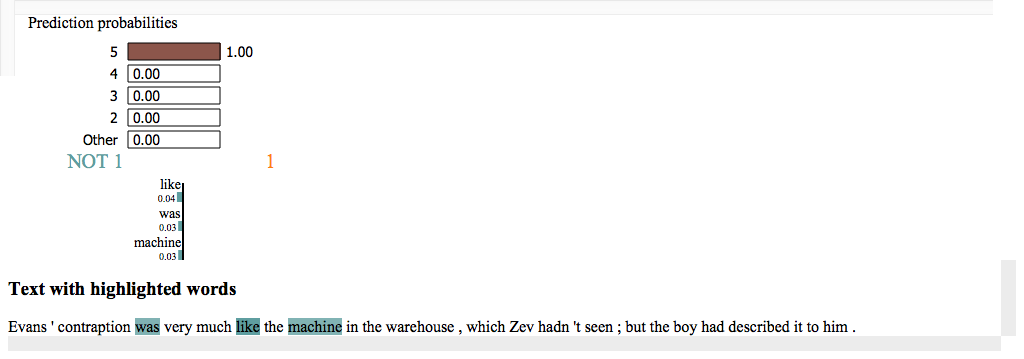 Prediction probabilities
5 1.00
4 0.00
3 0.00
2 0.00
Other 0.00
NOT 1 1
like
0.04
was
0.03
machine
0.03
Text with highlighted words
Evans ' contraption was very much like the machine in the warehouse , which Zev hadn 't seen ; but the boy had described it to him .